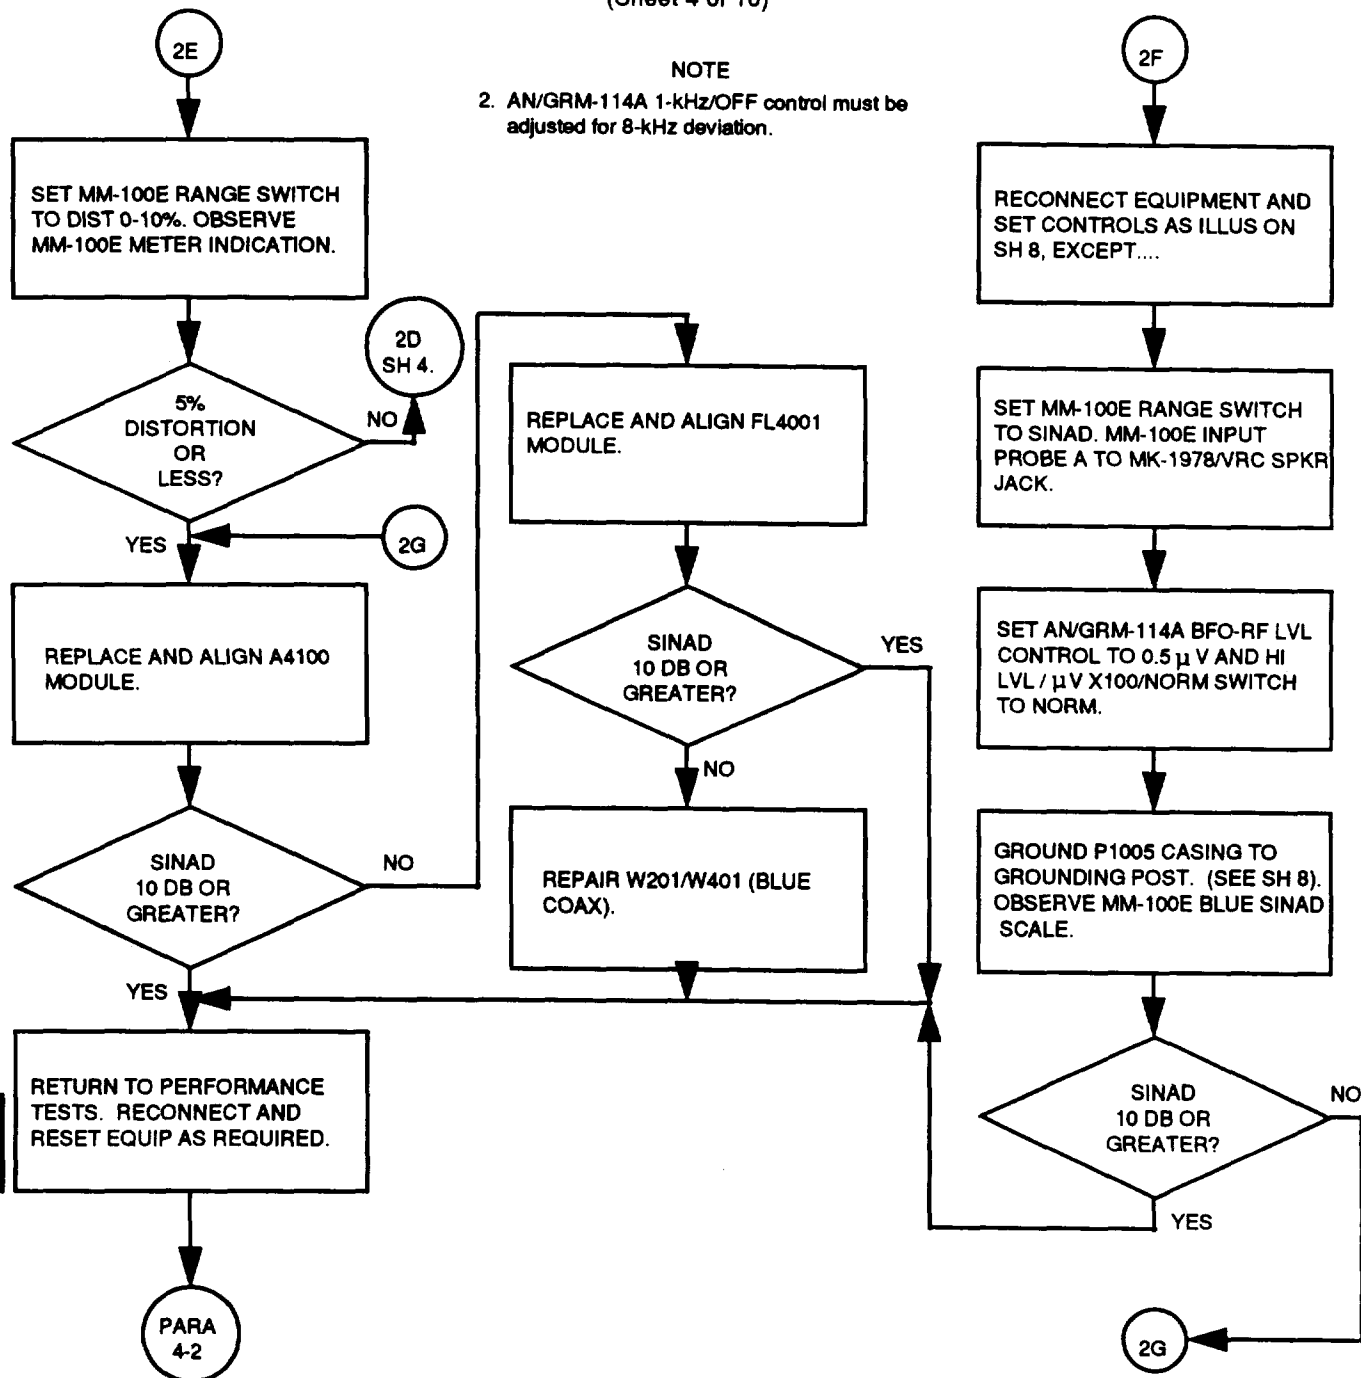 (Sheet 4 of 10)
2E
NOTE
2. AN/GRM-114A 1-kHz/OFF control must be
adjusted for 8-kHz deviation.
SET MM-100E RANGE SWITCH
TO DIST 0-10%. OBSERVE
MM-100E METER INDICATION.
5%
DISTORTION
OR
LESS?
NO
2D
SH 4.
YES
2G
REPLACE AND ALIGN A4100
MODULE.
SINAD
10 DB OR
GREATER?
NO
YES
RETURN TO PERFORMANCE
TESTS. RECONNECT AND
RESET EQUIP AS REQUIRED.
PARA
4-2
REPLACE AND ALIGN FL4001
MODULE.
SINAD
10 DB OR
GREATER?
YES
NO
REPAIR W201/W401 (BLUE
COAX).
2F
RECONNECT EQUIPMENT AND
SET CONTROLS AS ILLUS ON
SH 8, EXCEPT....
SET MM-100E RANGE SWITCH
TO SINAD. MM-100E INPUT
PROBE A TO MK-1978/VRC SPKR
JACK.
SET AN/GRM-114A BFO-RF LVL
CONTROL TO 0.5 µ V AND HI
LVL / µV X100/NORM SWITCH
TO NORM.
GROUND P1005 CASING TO
GROUNDING POST. (SEE SH 8).
OBSERVE MM-100E BLUE SINAD
SCALE.
SINAD
10 DB OR
GREATER?
NO
YES
2G